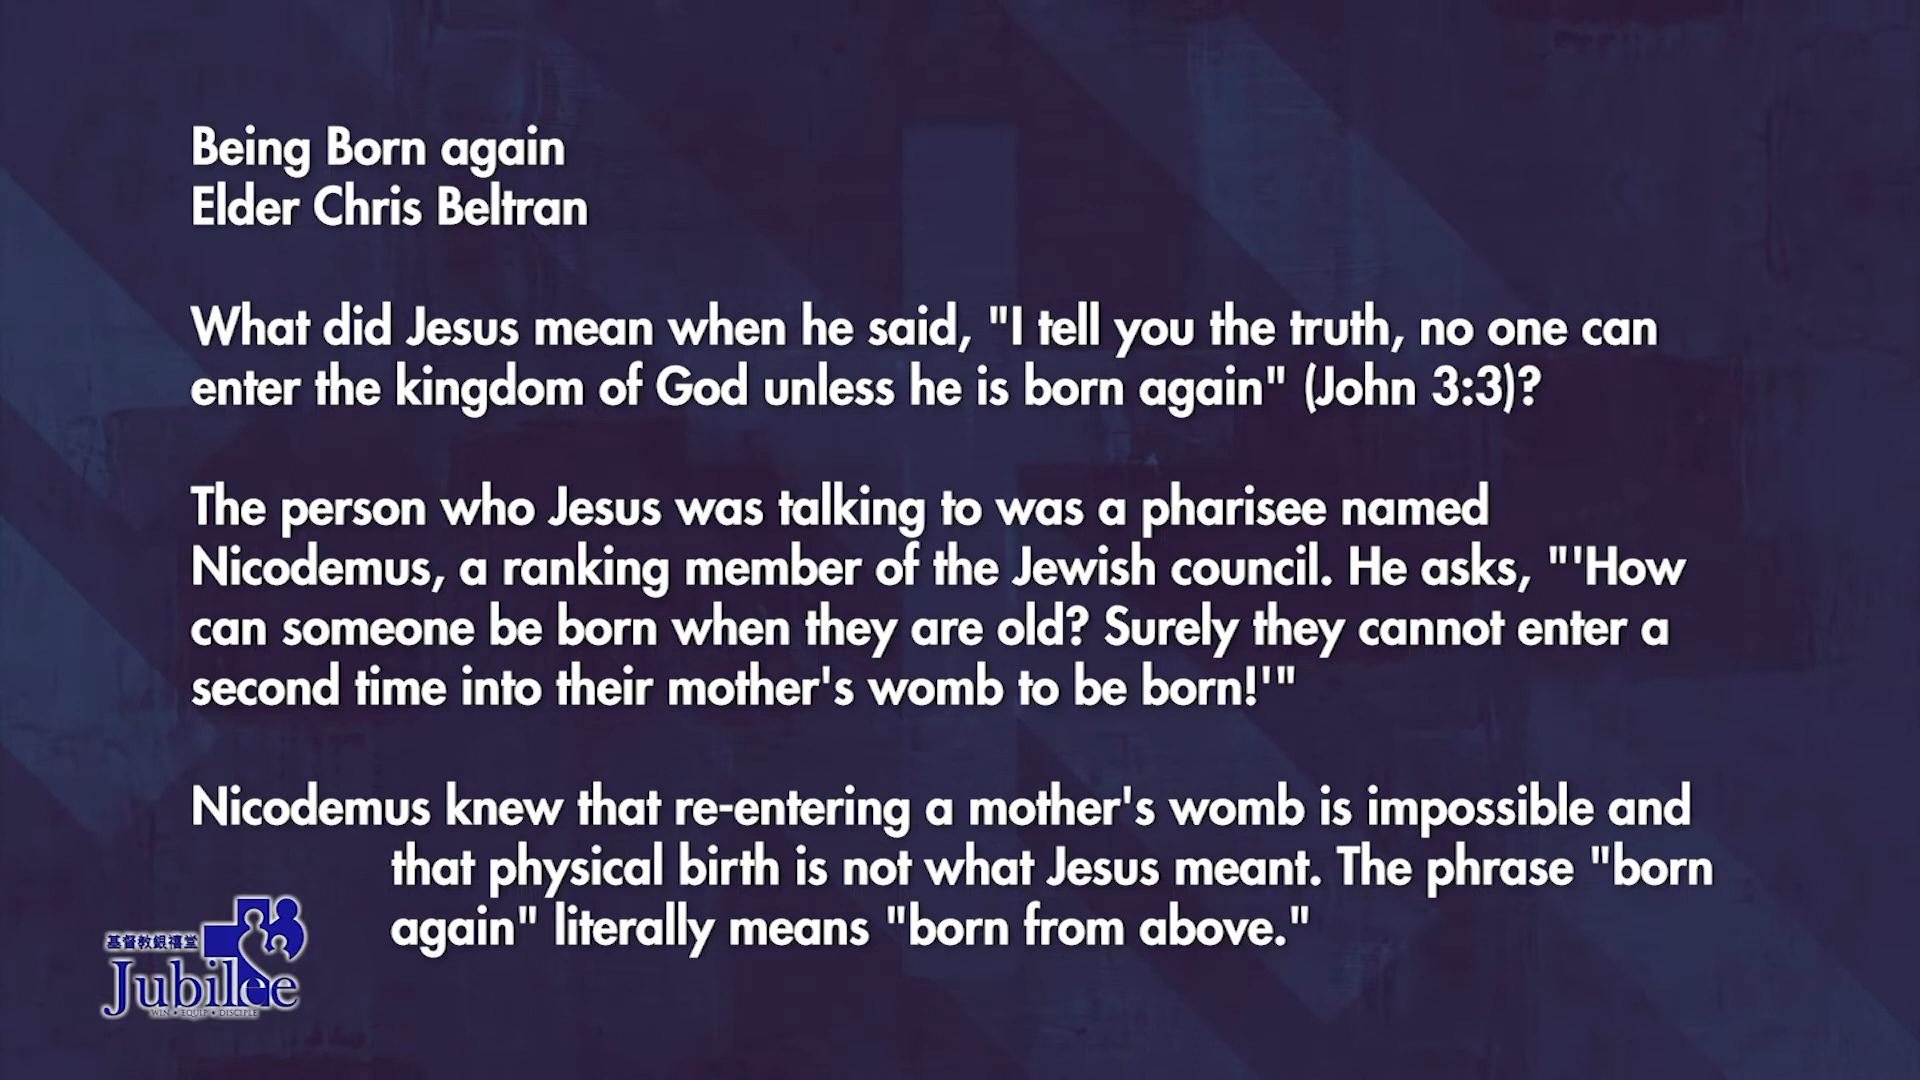 Being Born again
Elder Chris Beltran
What did Jesus mean when he said, "I tell you the truth, no one can
enter the kingdom of God unless he is born again" (John 3:3)?
The person who Jesus was talking to was a pharisee named
Nicodemus, a ranking member of the Jewish council. He asks, "'How
can someone be born when they are old? Surely they cannot enter a
second time into their mother's womb to be born!'"
Nicodemus knew that re-entering a mother's womb is impossible and
that physical birth is not what Jesus meant. The phrase "born
again" literally means "born from above."
基督教銀禧堂
Jubilee
WIN • EQUIP • DISCIPLE